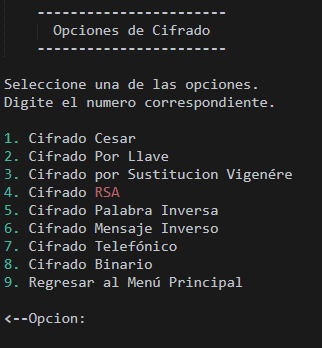 ------------------------
Opciones de Cifrado
------------------------
Seleccione una de las opciones.
Digite el numero correspondiente.
1. Cifrado Cesar
2. Cifrado Por Llave
3. Cifrado por Sustitucion Vigenére
4. Cifrado RSA
5. Cifrado Palabra Inversa
6. Cifrado Mensaje Inverso
7. Cifrado Telefónico
8. Cifrado Binario
9. Regresar al Menú Principal
<--Opcion: